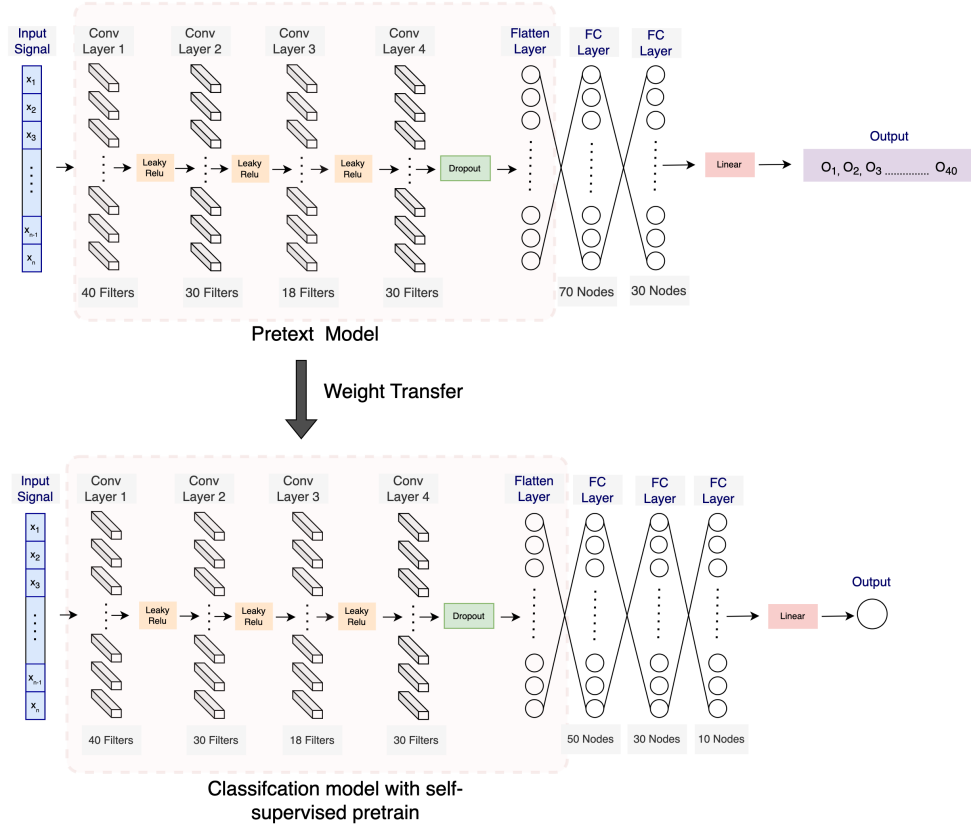 Input
Signal
Conv
Layer 1
Conv
Layer 2
Conv
Layer 3
Conv
Layer 4
Flatten
Layer
FC
Layer
FC
Layer
x1
x2
x3
xn-1
xn
Leaky
Relu
Leaky
Relu
Leaky
Relu
Dropout
Linear
Output
O1, O2, O3 .............. O40
40 Filters
30 Filters
18 Filters
30 Filters
70 Nodes
30 Nodes
Pretext Model
Weight Transfer
Input
Signal
Conv
Layer 1
Conv
Layer 2
Conv
Layer 3
Conv
Layer 4
Flatten
Layer
FC
Layer
FC
Layer
FC
Layer
x1
x2
x3
xn-1
xn
Leaky
Relu
Leaky
Relu
Leaky
Relu
Dropout
Linear
Output
40 Filters
30 Filters
18 Filters
30 Filters
50 Nodes
30 Nodes
10 Nodes
Classifcation model with self-
supervised pretrain